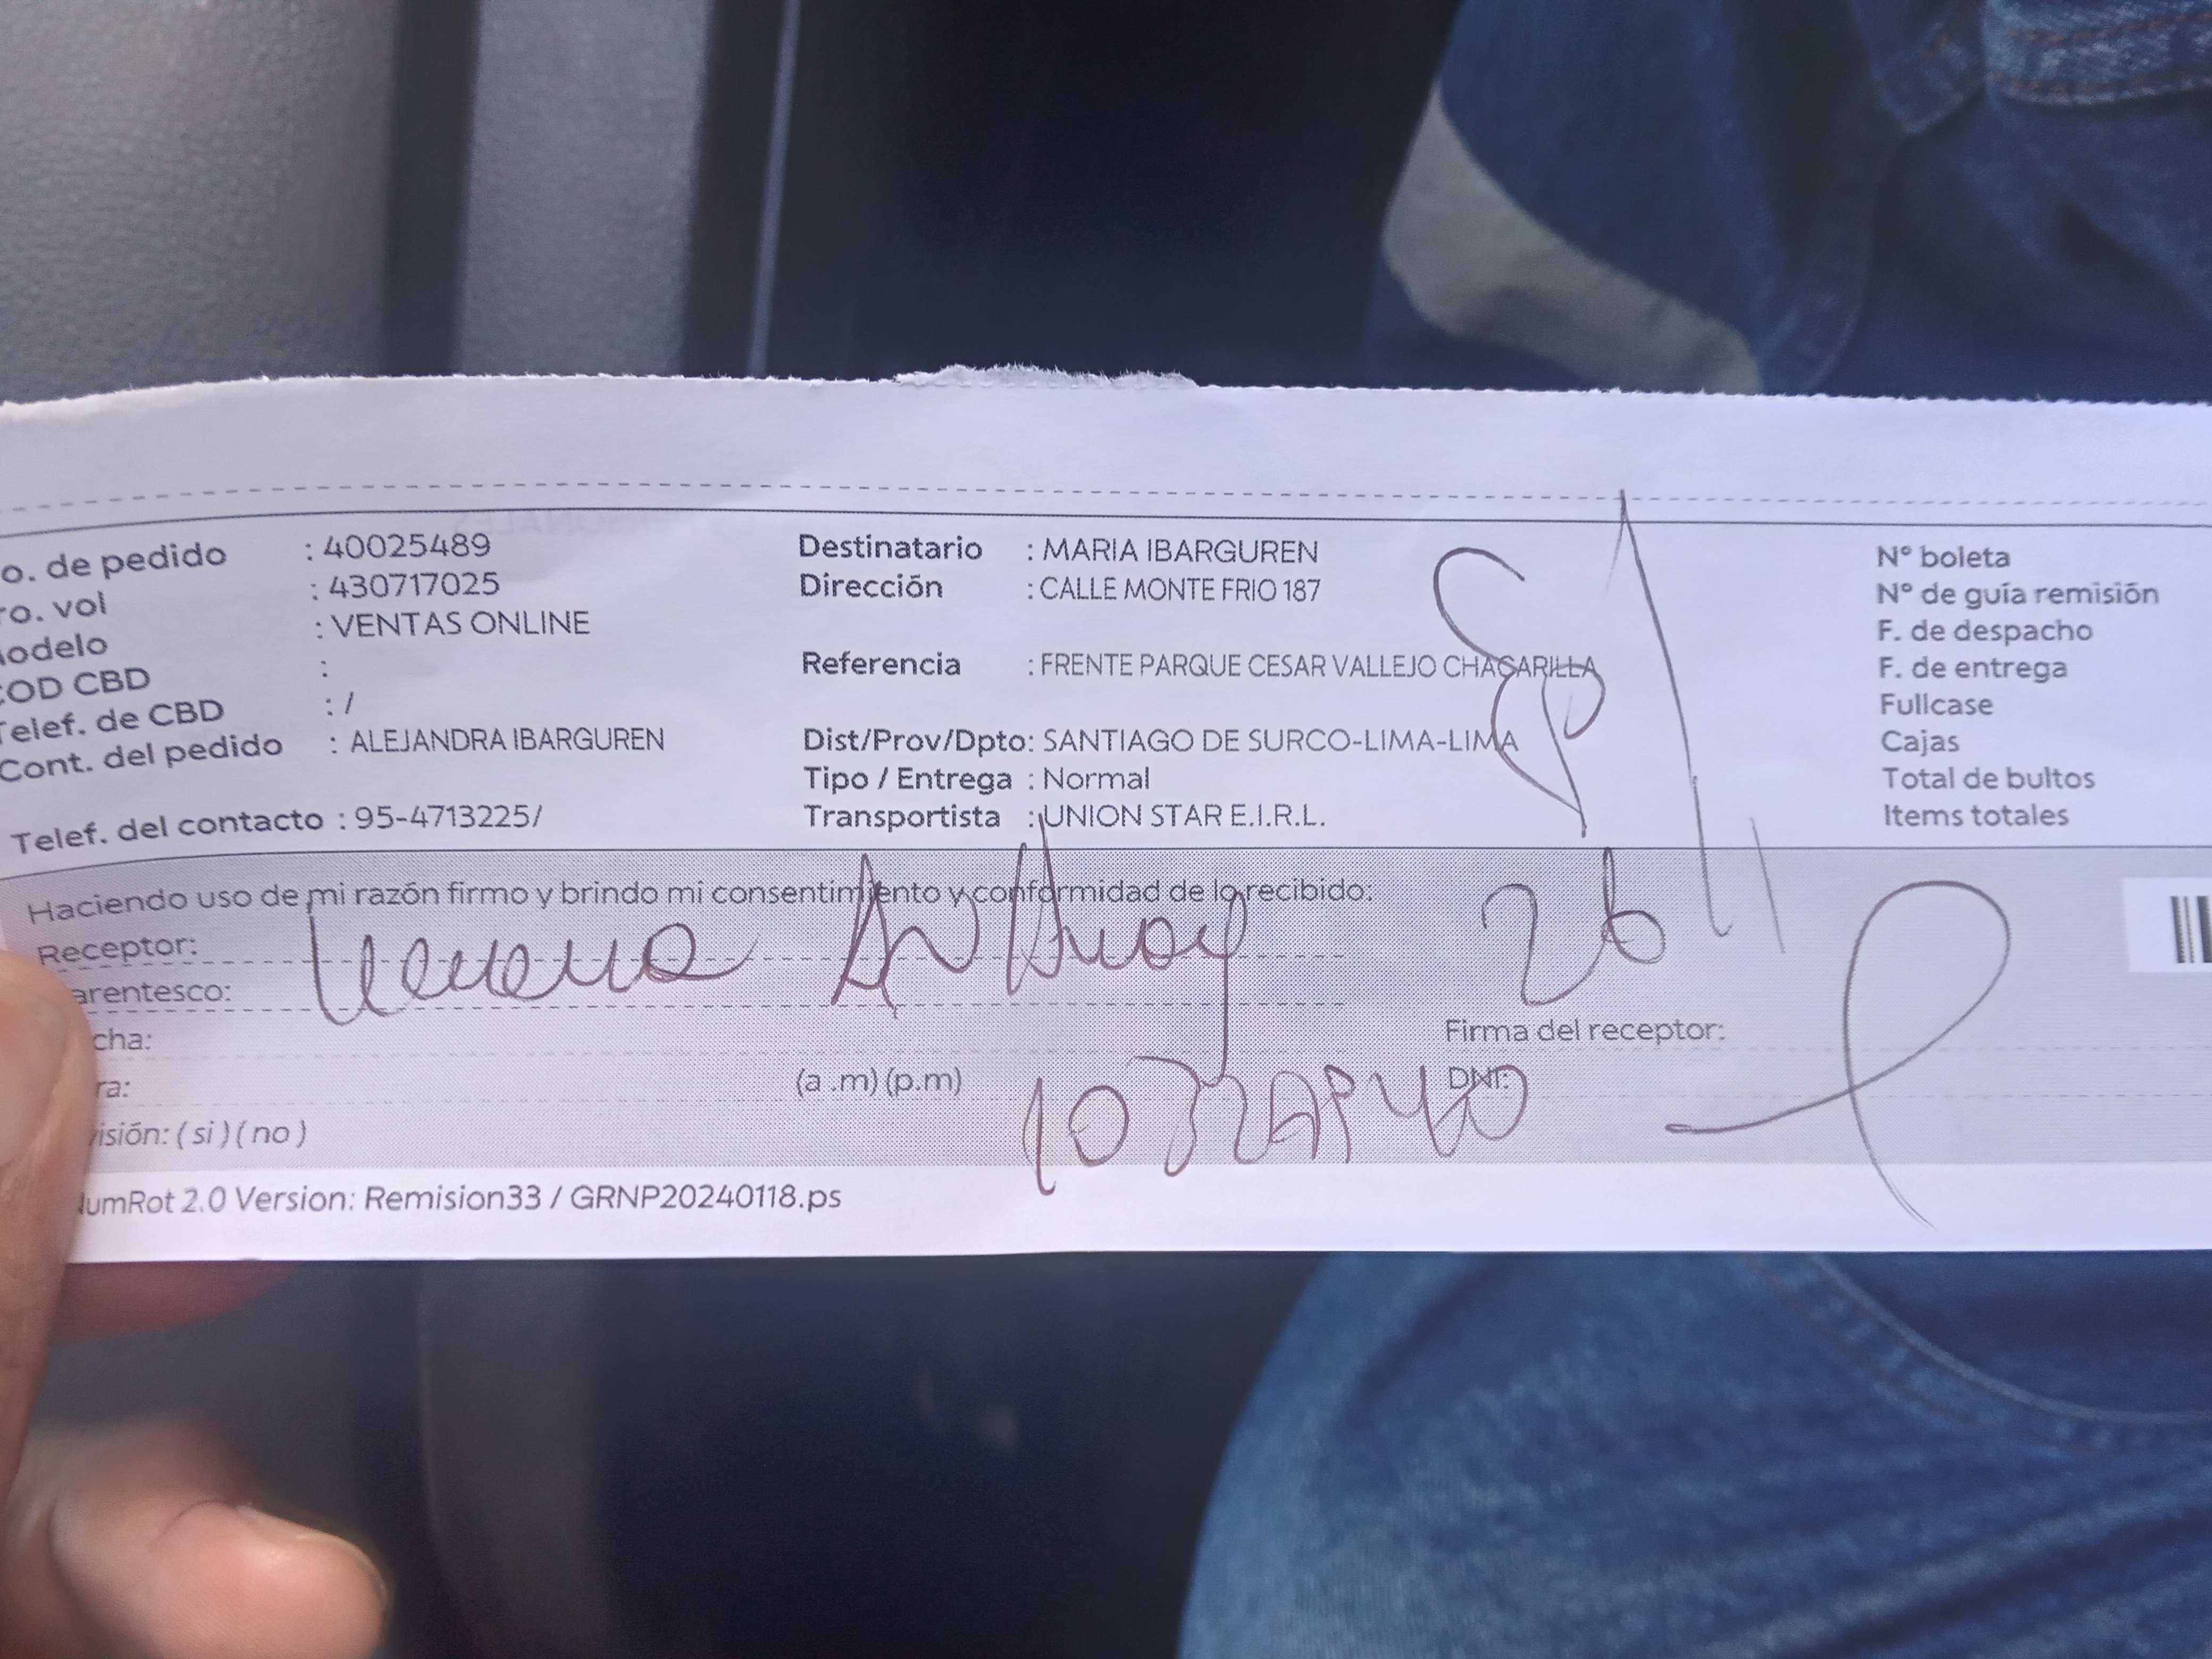 o. de pedido : 40025489
ro. vol : 430717025
odelo : VENTAS ONLINE
COD CBD :
Telef. de CBD : /
Cont. del pedido : ALEJANDRA IBARGUREN
Telef. del contacto : 95-4713225/
Destinatario : MARIA IBARGUREN
Dirección : CALLE MONTE FRIO 187
Referencia : FRENTE PARQUE CESAR VALLEJO CHACARILLA
Dist/Prov/Dpto: SANTIAGO DE SURCO-LIMA-LIMA
Tipo / Entrega : Normal
Transportista : UNION STAR E.I.R.L.
N° boleta
N° de guía remisión
F. de despacho
F. de entrega
Fullcase
Cajas
Total de bultos
Items totales
Haciendo uso de mi razón firmo y brindo mi consentimiento y conformidad de lo recibido:
Receptor:
arentesco:
cha:
ra: (a .m) (p.m)
isión: ( si ) ( no )
26
Firma del receptor:
DNI:
umRot 2.0 Version: Remision33 / GRNP20240118.ps